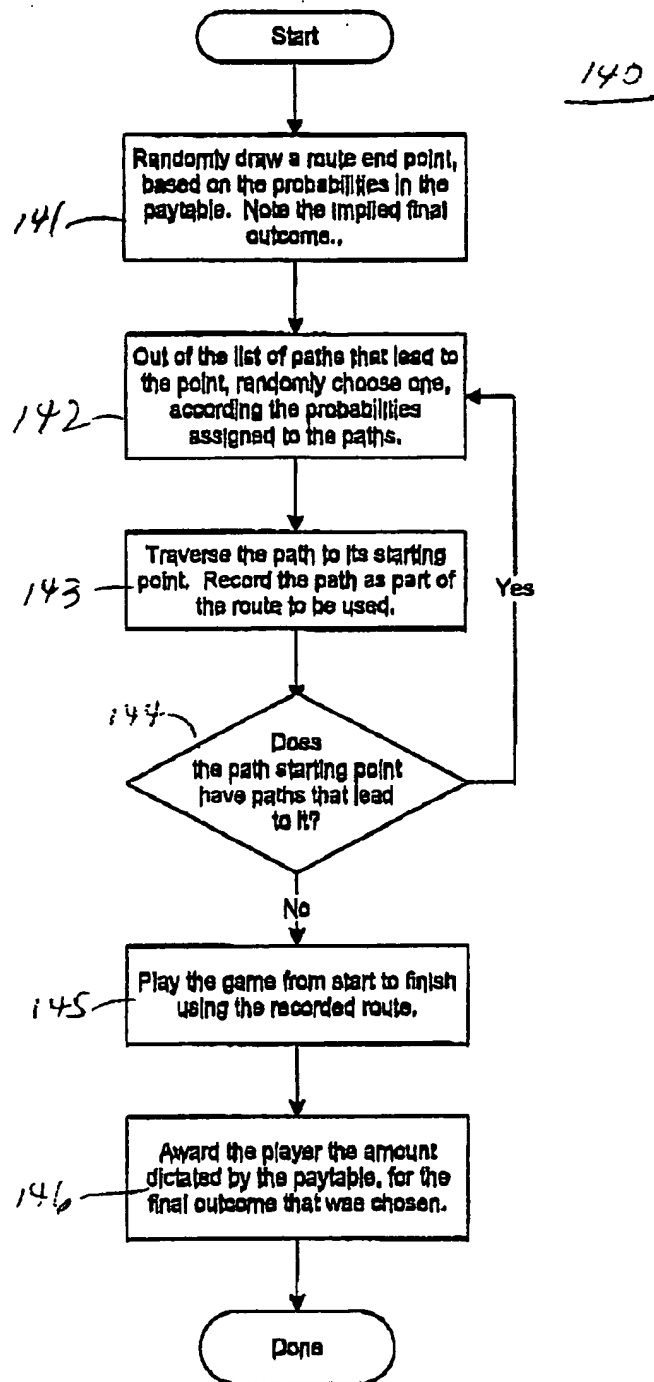 Start
140
Randomly draw a route end point,
based on the probabilities in the
paytable. Note the implied final
outcome.,
141
Out of the list of paths that lead to
the point, randomly choose one,
according the probabilities
assigned to the paths.
142
Traverse the path to its starting
point. Record the path as part of
the route to be used.
143
Yes
144
Does
the path starting point
have paths that lead
to it?
No
Play the game from start to finish
using the recorded route.
145
Award the player the amount
dictated by the paytable, for the
final outcome that was chosen.
146
Done